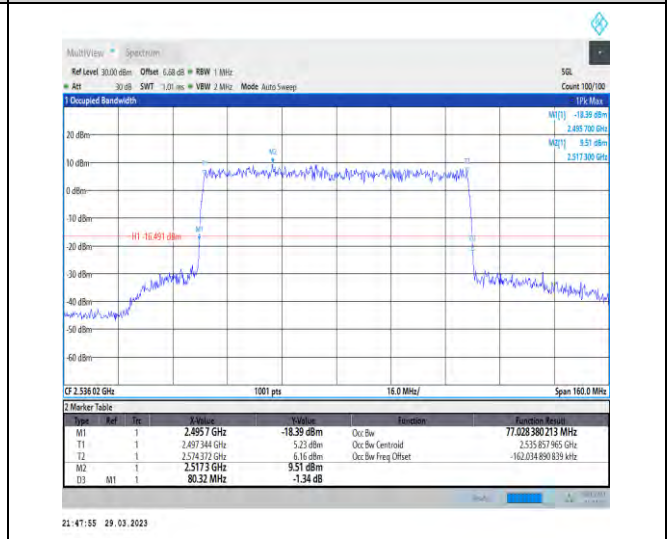 MultiView Spectrum
Ref Level 30.00 dBm Offset 6.68 dB RBW 1 MHz SGL
Att 30 dB SWT 1.01 ms VBW 2 MHz Mode Auto Sweep Count 100/100
1 Occupied Bandwidth 1Pk Max
M1[1] -18.39 dBm
2.495 700 GHz
M2[1] 9.51 dBm
2.517 300 GHz
20 dBm
M2
10 dBm
0 dBm
-10 dBm
M1
H1 -16.491 dBm
-20 dBm
-30 dBm
-40 dBm
-50 dBm
-60 dBm
CF 2.536 02 GHz 1001 pts 16.0 MHz/ Span 160.0 MHz
2 Marker Table
Type Ref Trc X-Value Y-Value Function Function Result
M1 1 2.495 7 GHz -18.39 dBm Occ Bw 77.028 380 213 MHz
T1 1 2.497 344 GHz 5.23 dBm Occ Bw Centroid 2.535 857 965 GHz
T2 1 2.574 372 GHz 6.16 dBm Occ Bw Freq Offset -162.034 890 839 kHz
M2 1 2.517 3 GHz 9.51 dBm
D3 M1 1 80.32 MHz -1.34 dB
21:47:55 29.03.2023